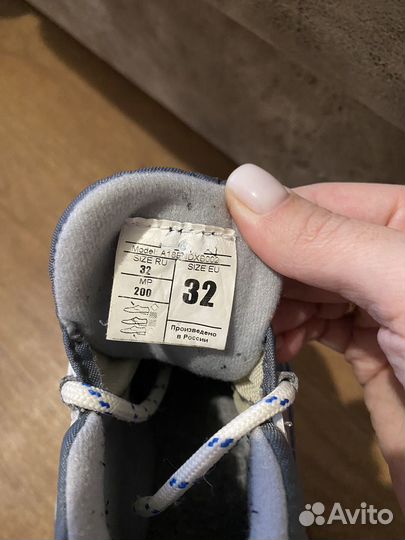 Model:
SIZE RU
SIZE EU
32
32
MP
200
Произведено
в России
Avito